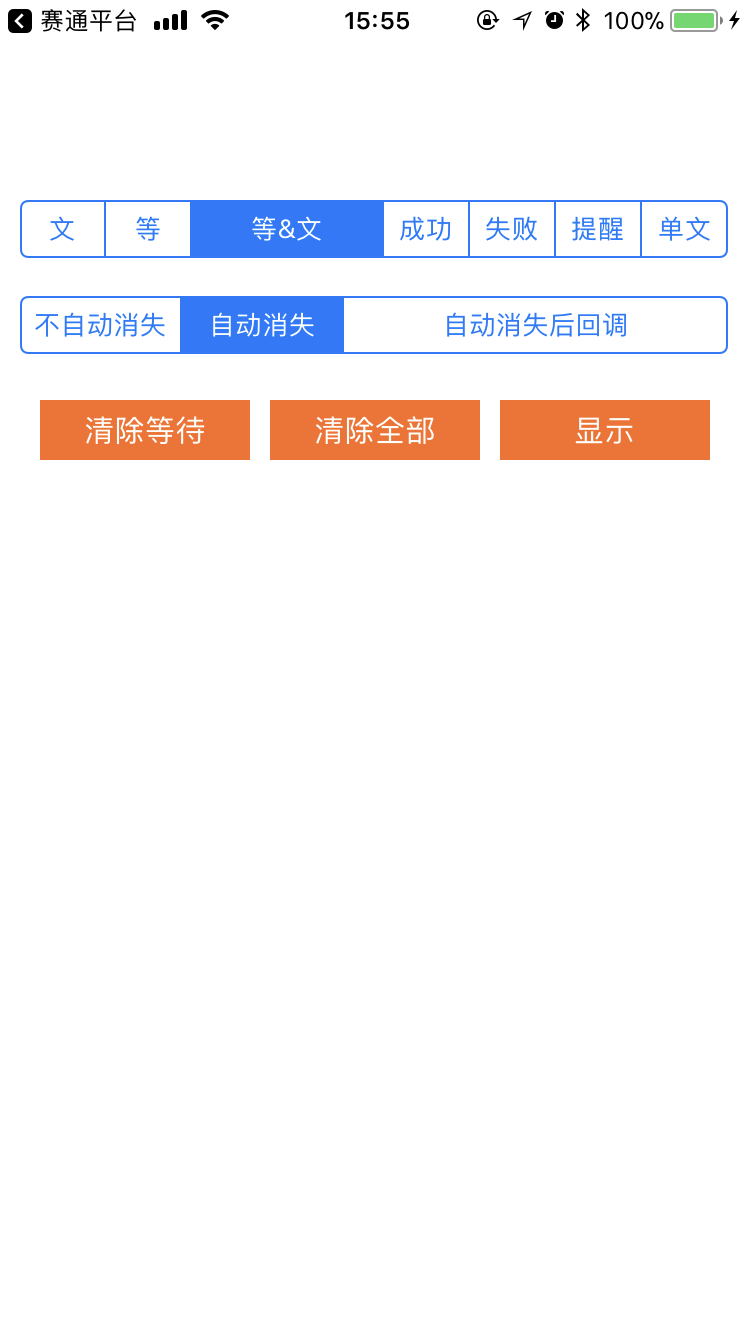 赛通平台 15:55 100%
文 等 等&文 成功 失败 提醒 单文
不自动消失 自动消失 自动消失后回调
清除等待 清除全部 显示